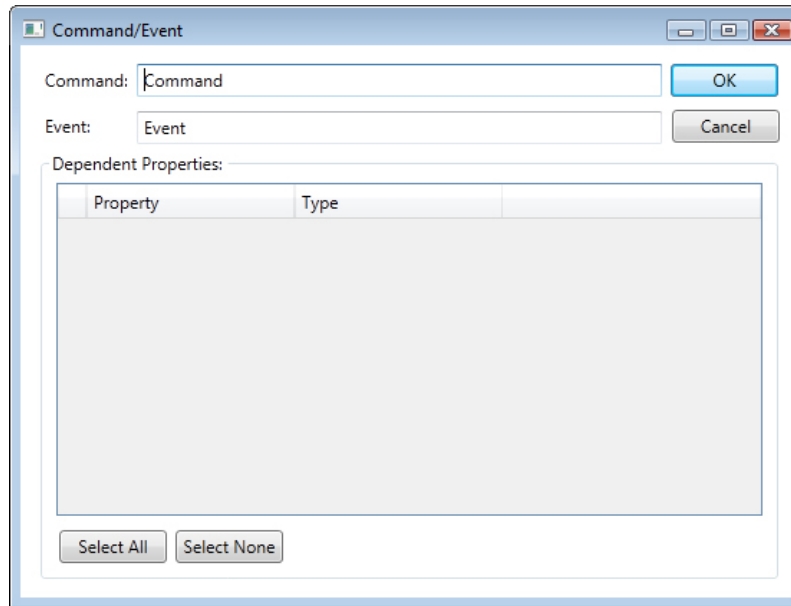 Command/Event
Command: Command OK
Event: Event Cancel
Dependent Properties:
Property Type
Select All Select None